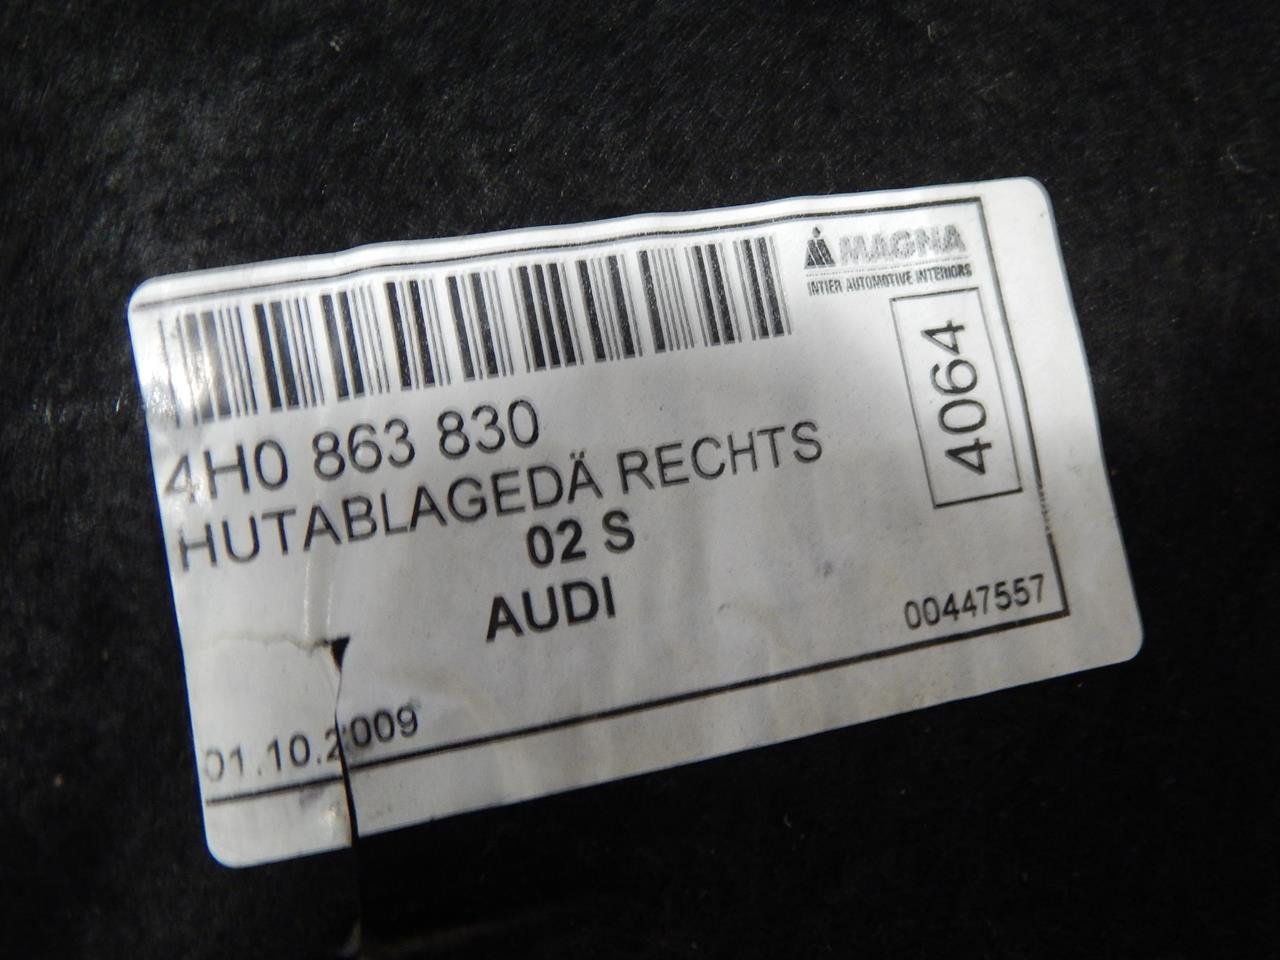 MAGNA
INTIER AUTOMOTIVE INTERIORS
4064
4H0 863 830
HUTABLAGEDÄ RECHTS
02 S
AUDI
00447557
01.10.2009